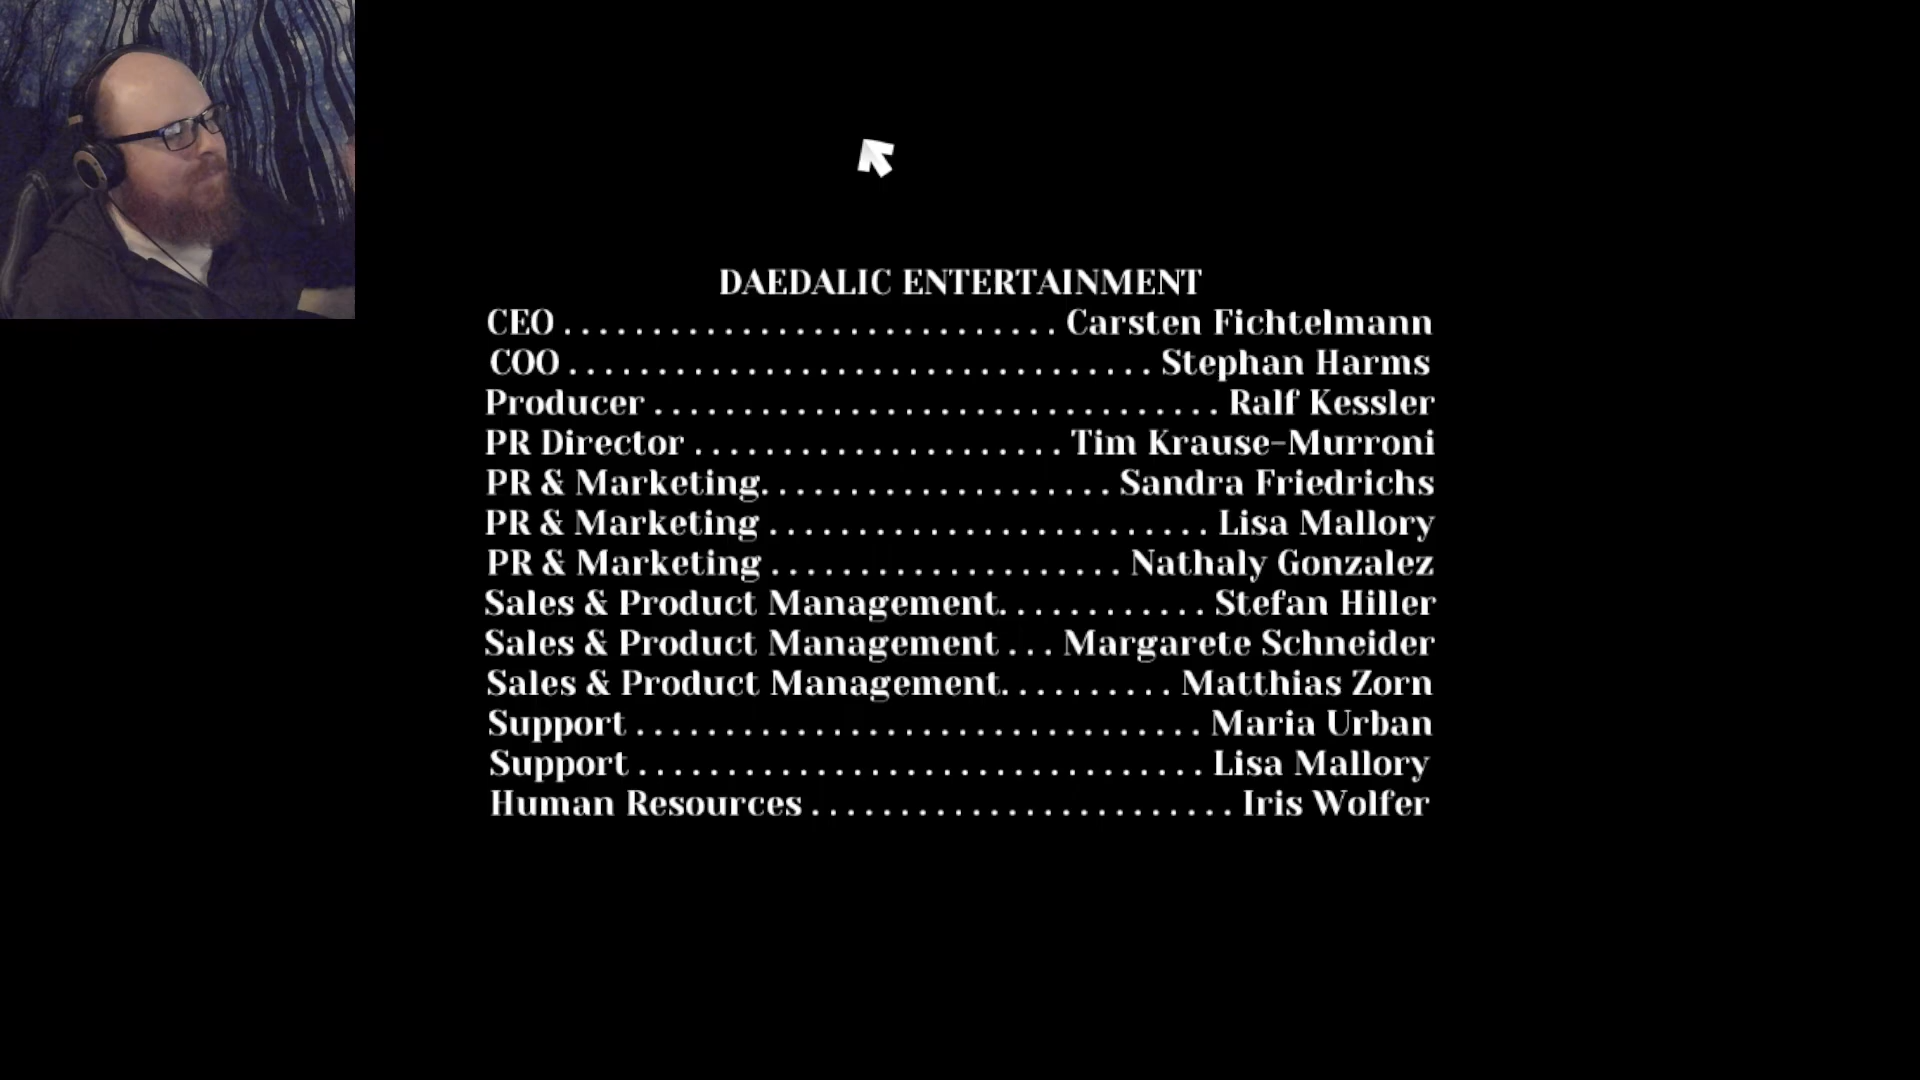 DAEDALIC ENTERTAINMENT
CEO ............................ Carsten Fichtelmann
COO ................................. Stephan Harms
Producer ................................ Ralf Kessler
PR Director ..................... Tim Krause-Murroni
PR & Marketing.................... Sandra Friedrichs
PR & Marketing ......................... Lisa Mallory
PR & Marketing .................... Nathaly Gonzalez
Sales & Product Management............ Stefan Hiller
Sales & Product Management ... Margarete Schneider
Sales & Product Management.......... Matthias Zorn
Support ................................ Maria Urban
Support ................................ Lisa Mallory
Human Resources ........................ Iris Wolfer